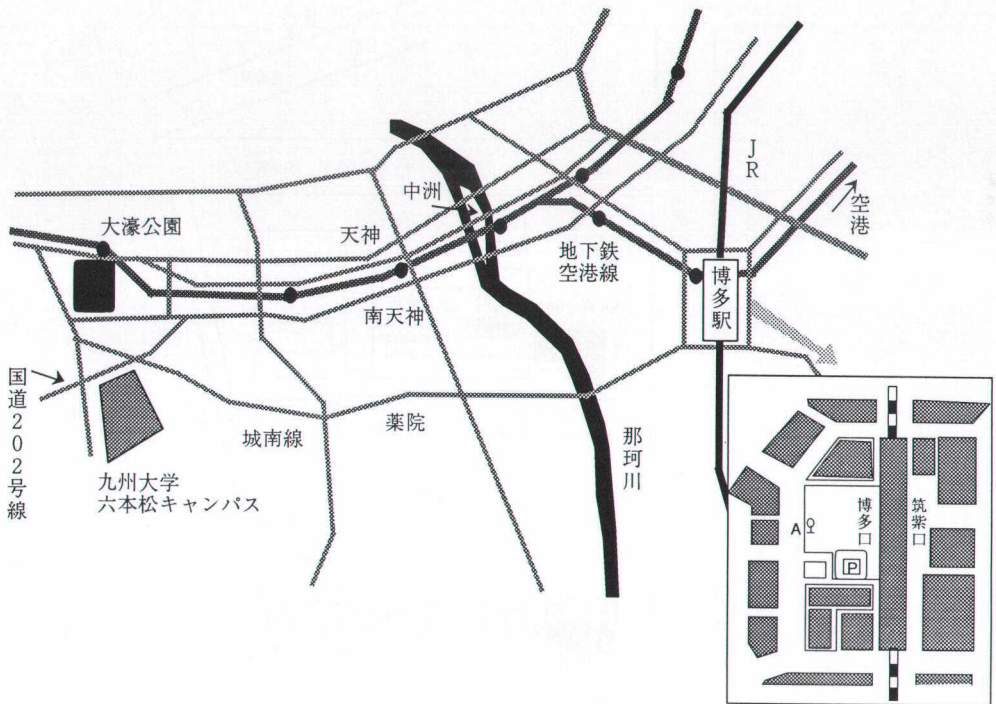 JR
空港
中洲
大濠公園
天神
地下鉄
空港線
博多駅
南天神
国道202号線
城南線
薬院
那珂川
九州大学
六本松キャンパス
博多口
筑紫口
A
P